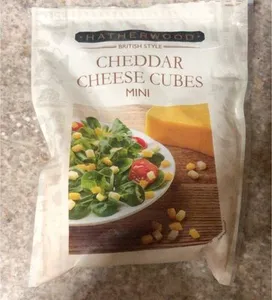 HATHERWOOD
BRITISH STYLE
CHEDDAR
CHEESE CUBES
MINI